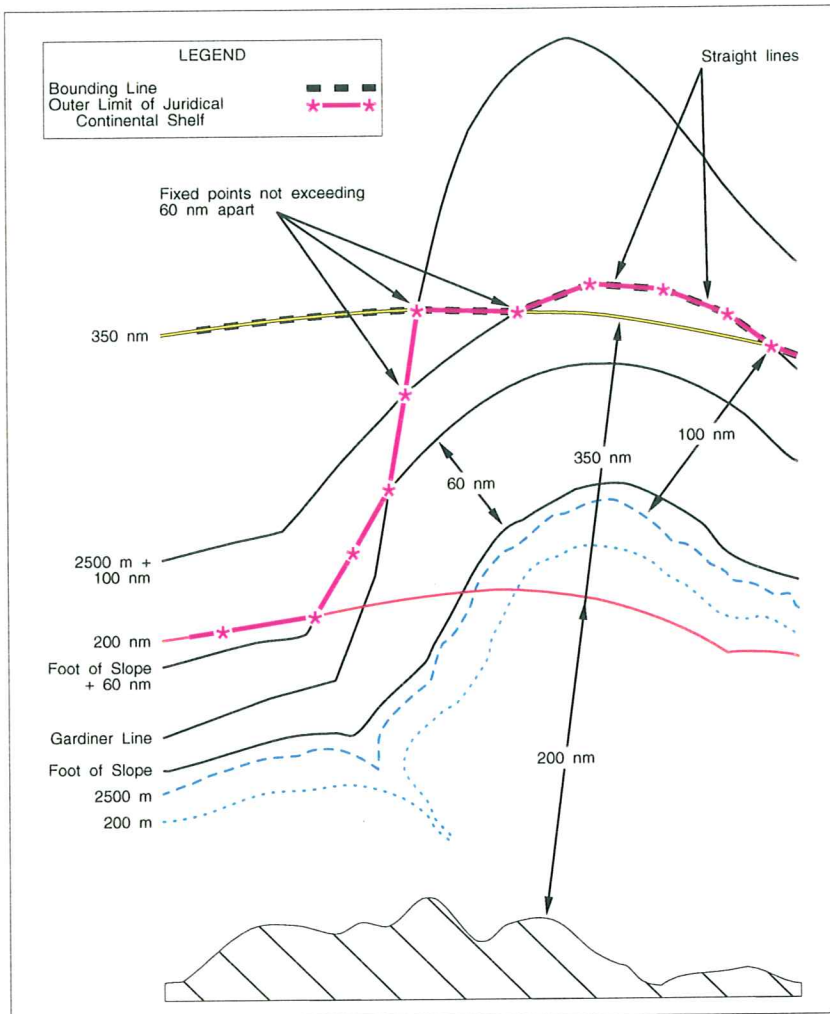 LEGEND
Bounding Line
Outer Limit of Juridical
Continental Shelf
Straight lines
Fixed points not exceeding
60 nm apart
350 nm
100 nm
350 nm
60 nm
2500 m +
100 nm
200 nm
Foot of Slope
+ 60 nm
Gardiner Line
Foot of Slope
200 nm
2500 m
200 m